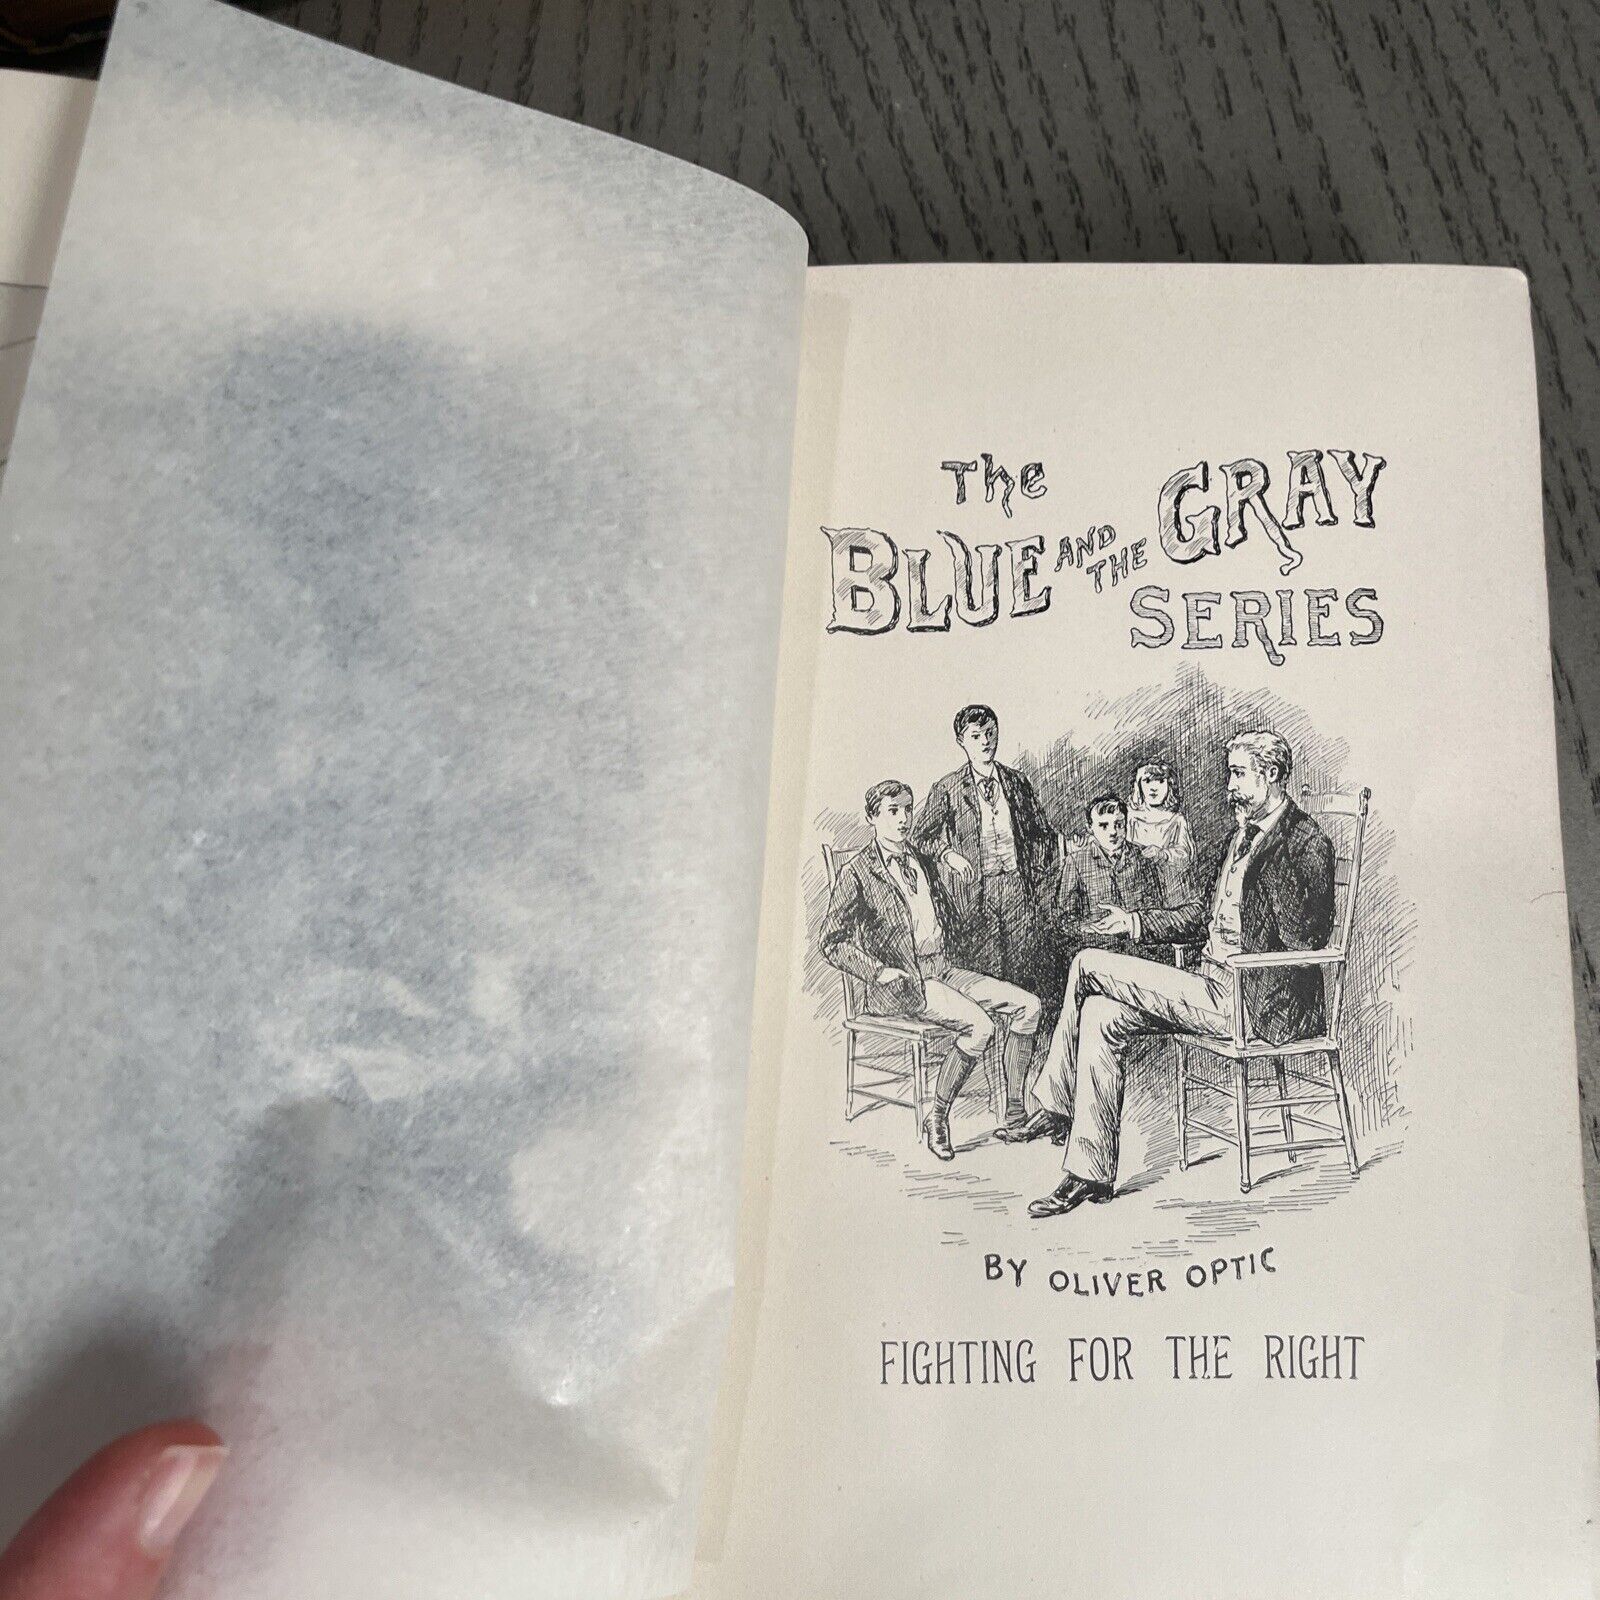 The
BLUE AND THE GRAY
SERIES
BY OLIVER OPTIC
FIGHTING FOR THE RIGHT